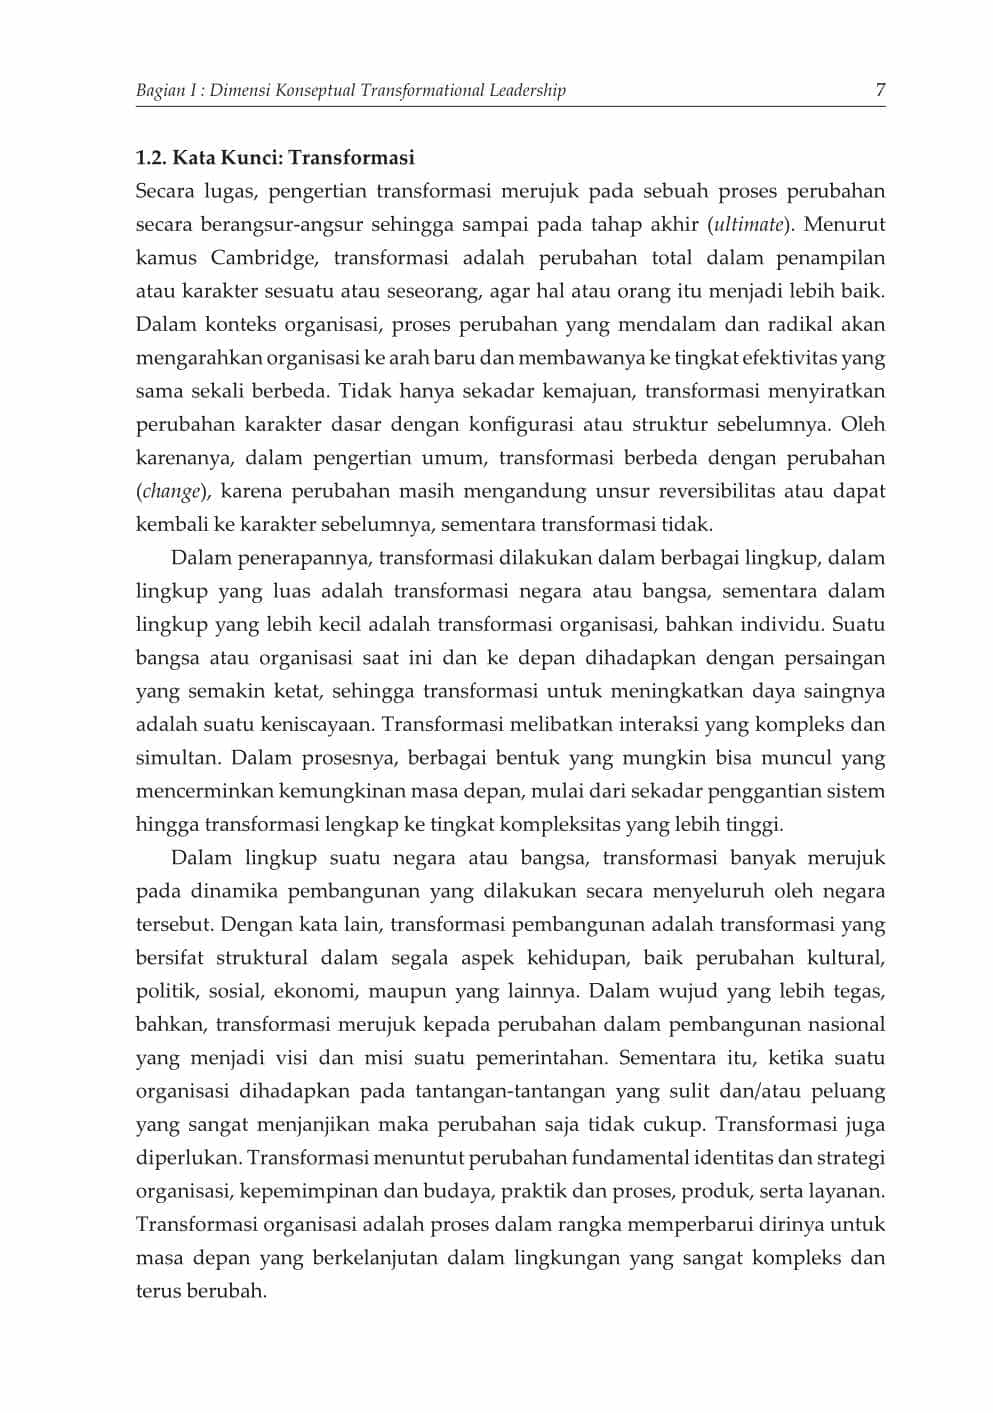 Bagian I : Dimensi Konseptual Transformational Leadership 7
1.2. Kata Kunci: Transformasi
Secara lugas, pengertian transformasi merujuk pada sebuah proses perubahan
secara berangsur-angsur sehingga sampai pada tahap akhir (ultimate). Menurut
kamus Cambridge, transformasi adalah perubahan total dalam penampilan
atau karakter sesuatu atau seseorang, agar hal atau orang itu menjadi lebih baik.
Dalam konteks organisasi, proses perubahan yang mendalam dan radikal akan
mengarahkan organisasi ke arah baru dan membawanya ke tingkat efektivitas yang
sama sekali berbeda. Tidak hanya sekadar kemajuan, transformasi menyiratkan
perubahan karakter dasar dengan konfigurasi atau struktur sebelumnya. Oleh
karenanya, dalam pengertian umum, transformasi berbeda dengan perubahan
(change), karena perubahan masih mengandung unsur reversibilitas atau dapat
kembali ke karakter sebelumnya, sementara transformasi tidak.
Dalam penerapannya, transformasi dilakukan dalam berbagai lingkup, dalam
lingkup yang luas adalah transformasi negara atau bangsa, sementara dalam
lingkup yang lebih kecil adalah transformasi organisasi, bahkan individu. Suatu
bangsa atau organisasi saat ini dan ke depan dihadapkan dengan persaingan
yang semakin ketat, sehingga transformasi untuk meningkatkan daya saingnya
adalah suatu keniscayaan. Transformasi melibatkan interaksi yang kompleks dan
simultan. Dalam prosesnya, berbagai bentuk yang mungkin bisa muncul yang
mencerminkan kemungkinan masa depan, mulai dari sekadar penggantian sistem
hingga transformasi lengkap ke tingkat kompleksitas yang lebih tinggi.
Dalam lingkup suatu negara atau bangsa, transformasi banyak merujuk
pada dinamika pembangunan yang dilakukan secara menyeluruh oleh negara
tersebut. Dengan kata lain, transformasi pembangunan adalah transformasi yang
bersifat struktural dalam segala aspek kehidupan, baik perubahan kultural,
politik, sosial, ekonomi, maupun yang lainnya. Dalam wujud yang lebih tegas,
bahkan, transformasi merujuk kepada perubahan dalam pembangunan nasional
yang menjadi visi dan misi suatu pemerintahan. Sementara itu, ketika suatu
organisasi dihadapkan pada tantangan-tantangan yang sulit dan/atau peluang
yang sangat menjanjikan maka perubahan saja tidak cukup. Transformasi juga
diperlukan. Transformasi menuntut perubahan fundamental identitas dan strategi
organisasi, kepemimpinan dan budaya, praktik dan proses, produk, serta layanan.
Transformasi organisasi adalah proses dalam rangka memperbarui dirinya untuk
masa depan yang berkelanjutan dalam lingkungan yang sangat kompleks dan
terus berubah.